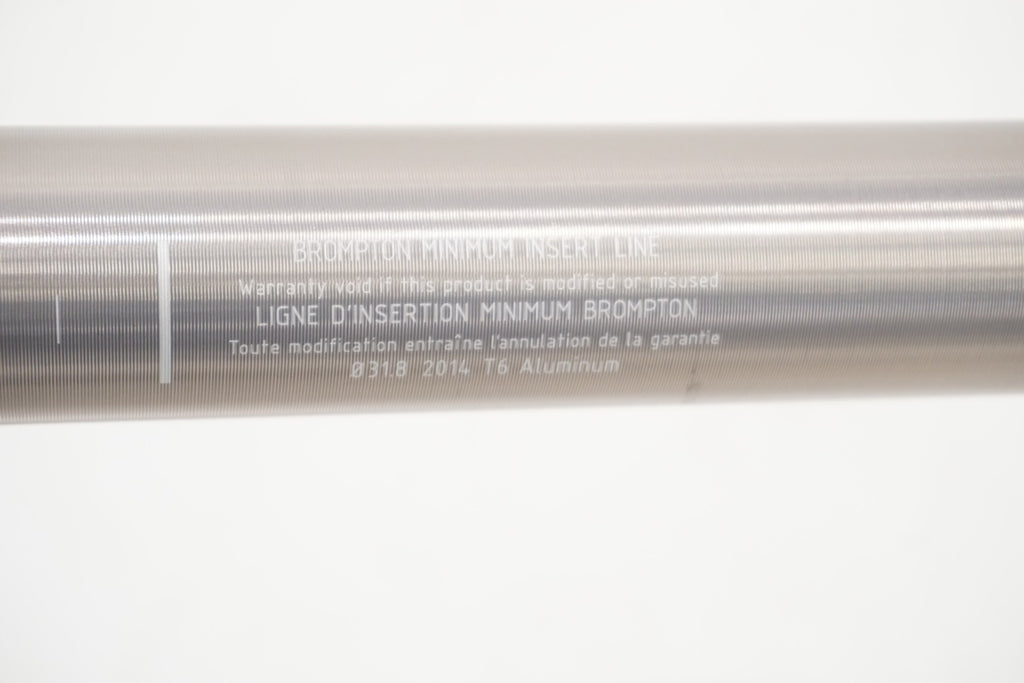 BROMPTON MINIMUM INSERT LINE
Warranty void if this product is modified or misused
LIGNE D'INSERTION MINIMUM BROMPTON
Toute modification entraîne l'annulation de la garantie
Ø31.8 2014 T6 Aluminum